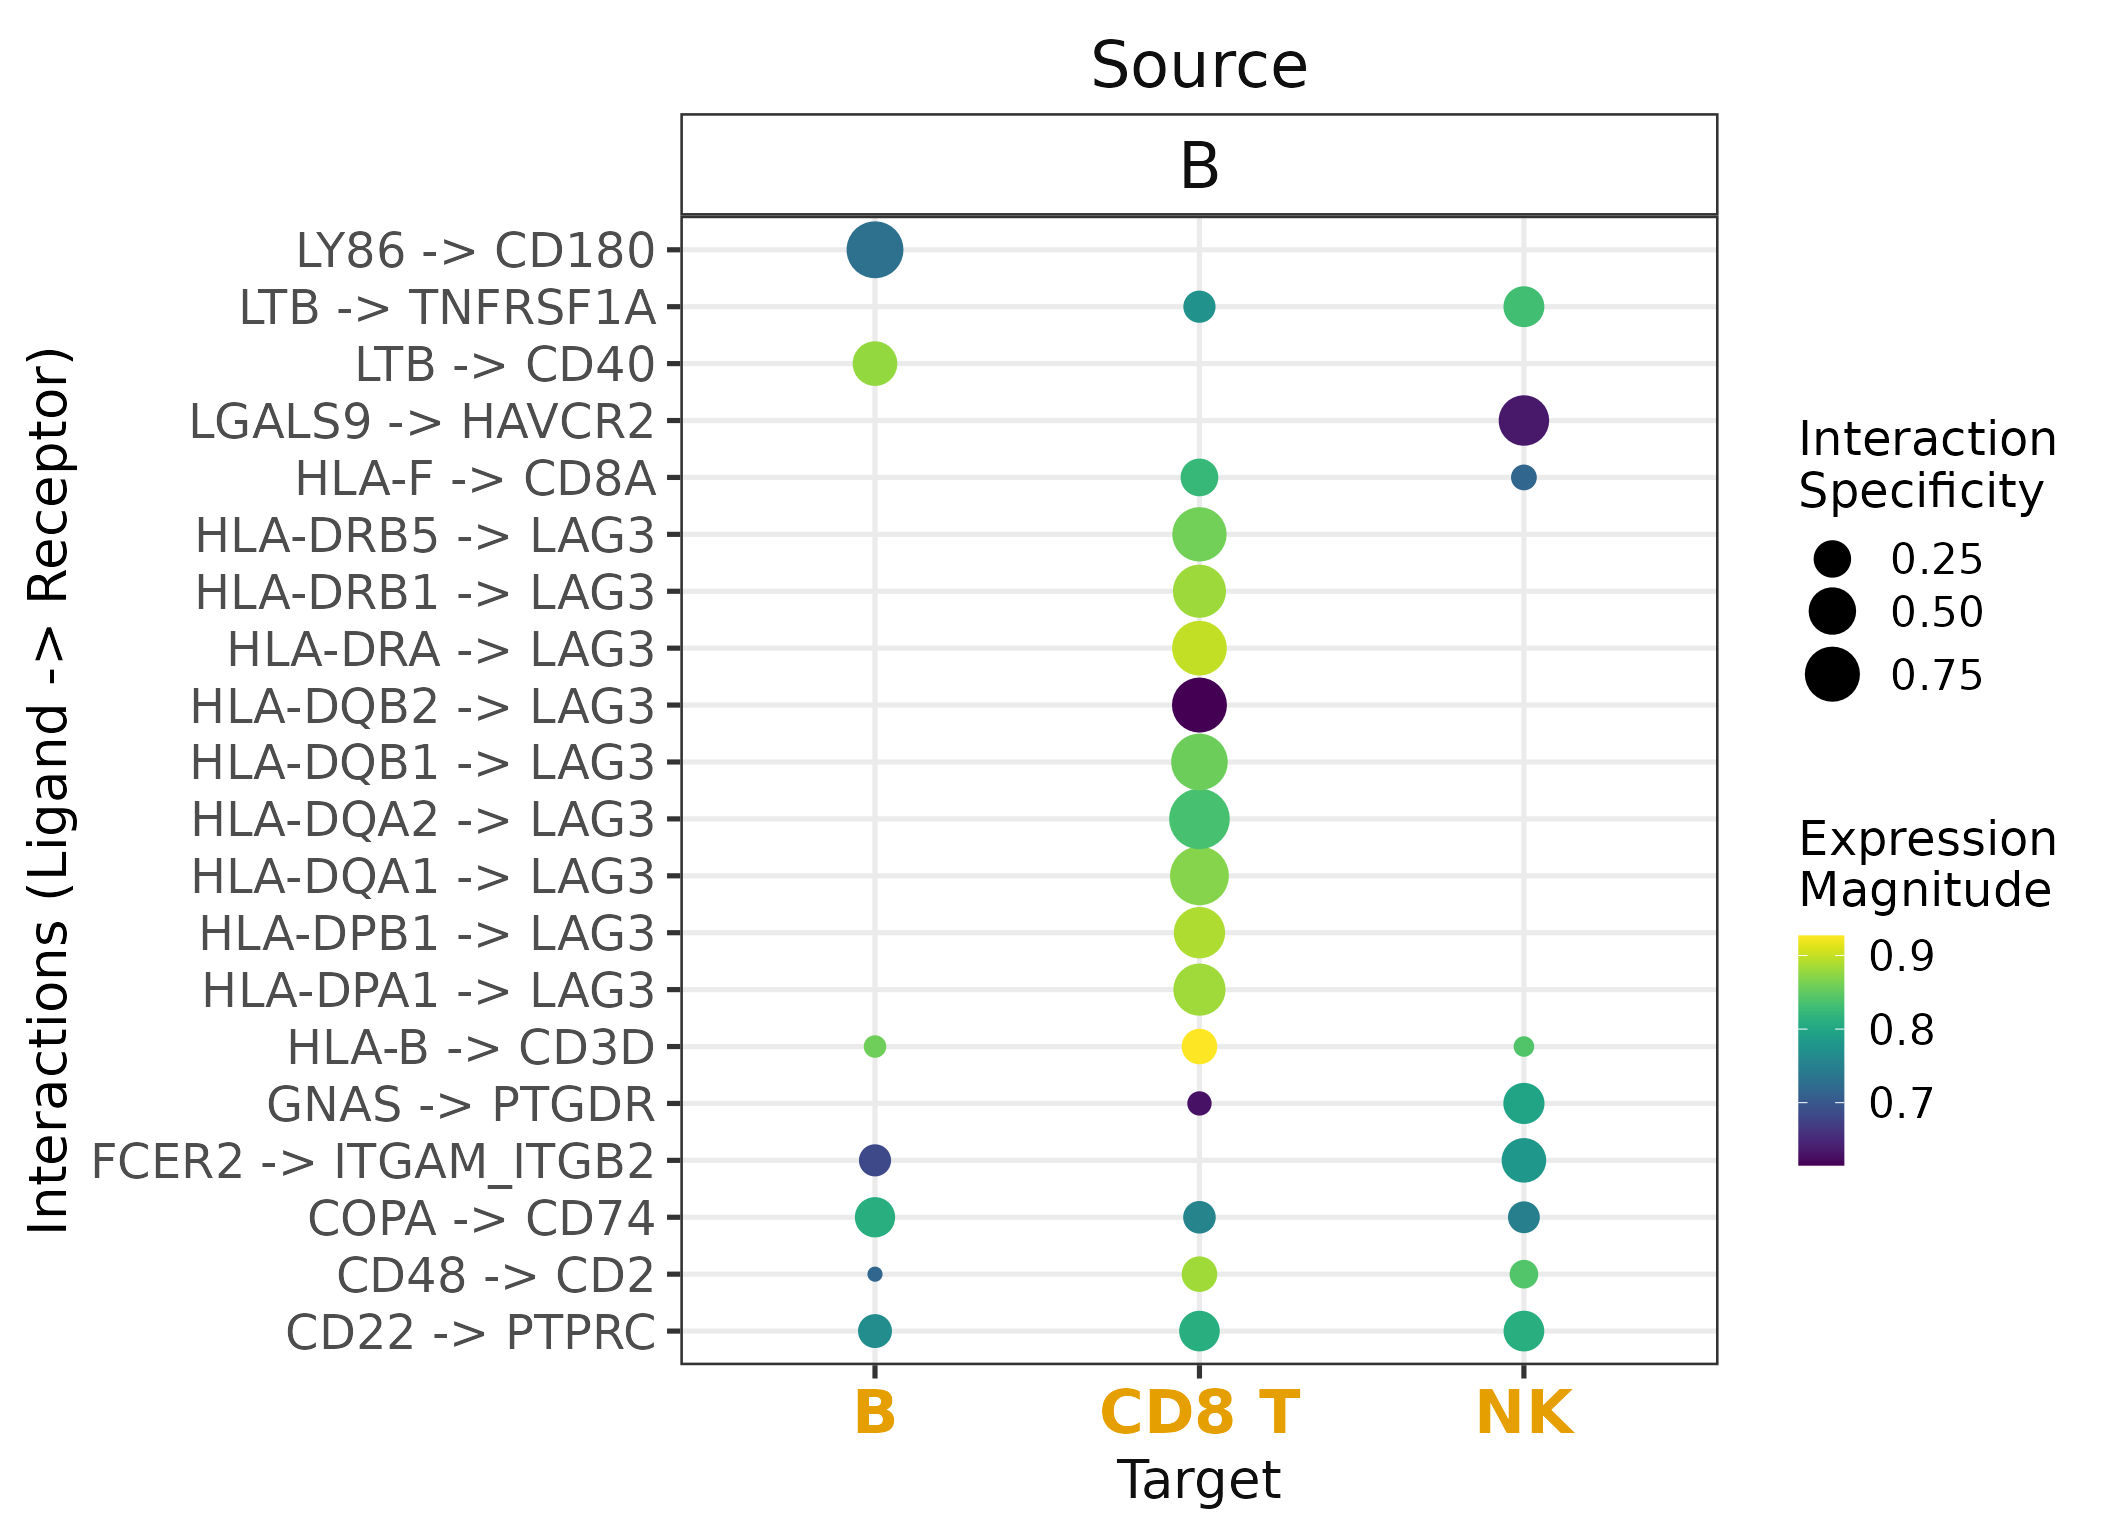 Source
B
Interactions (Ligand -> Receptor)
LY86 -> CD180
LTB -> TNFRSF1A
LTB -> CD40
LGALS9 -> HAVCR2
HLA-F -> CD8A
HLA-DRB5 -> LAG3
HLA-DRB1 -> LAG3
HLA-DRA -> LAG3
HLA-DQB2 -> LAG3
HLA-DQB1 -> LAG3
HLA-DQA2 -> LAG3
HLA-DQA1 -> LAG3
HLA-DPB1 -> LAG3
HLA-DPA1 -> LAG3
HLA-B -> CD3D
GNAS -> PTGDR
FCER2 -> ITGAM_ITGB2
COPA -> CD74
CD48 -> CD2
CD22 -> PTPRC
B
CD8 T
NK
Target
Interaction
Specificity
0.25
0.50
0.75
Expression
Magnitude
0.9
0.8
0.7